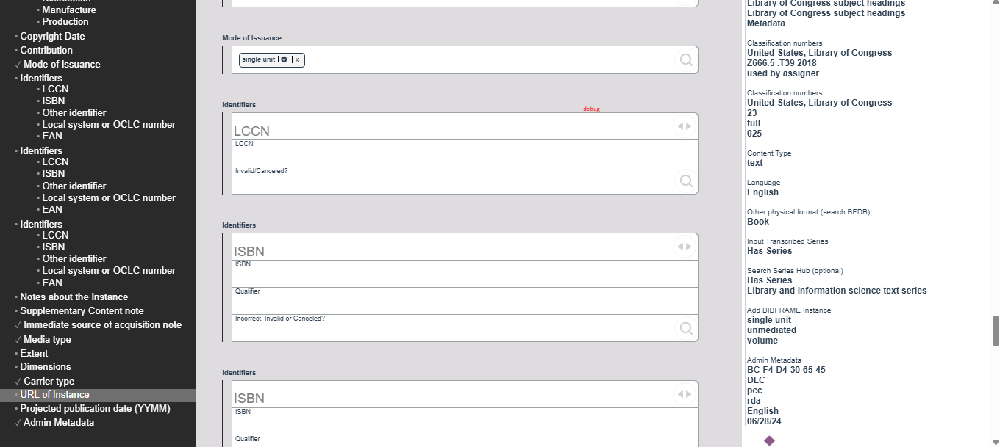 Distribution
Manufacture
Production
Copyright Date
Contribution
✓ Mode of Issuance
Identifiers
LCCN
ISBN
Other identifier
Local system or OCLC number
EAN
Identifiers
LCCN
ISBN
Other identifier
Local system or OCLC number
EAN
Identifiers
LCCN
ISBN
Other identifier
Local system or OCLC number
EAN
Notes about the Instance
Supplementary Content note
✓ Immediate source of acquisition note
✓ Media type
Extent
Dimensions
✓ Carrier type
URL of Instance
Projected publication date (YYMM)
✓ Admin Metadata
Mode of Issuance
single unit | | x
Identifiers
debug
LCCN
LCCN
Invalid/Canceled?
Identifiers
ISBN
ISBN
Qualifier
Incorrect, Invalid or Canceled?
Identifiers
ISBN
ISBN
Qualifier
Library of Congress subject headings
Library of Congress subject headings
Metadata
Classification numbers
United States, Library of Congress
Z666.5 .T39 2018
used by assigner
Classification numbers
United States, Library of Congress
23
full
025
Content Type
text
Language
English
Other physical format (search BFDB)
Book
Input Transcribed Series
Has Series
Search Series Hub (optional)
Has Series
Library and information science text series
Add BIBFRAME Instance
single unit
unmediated
volume
Admin Metadata
BC-F4-D4-30-65-45
DLC
pcc
rda
English
06/28/24